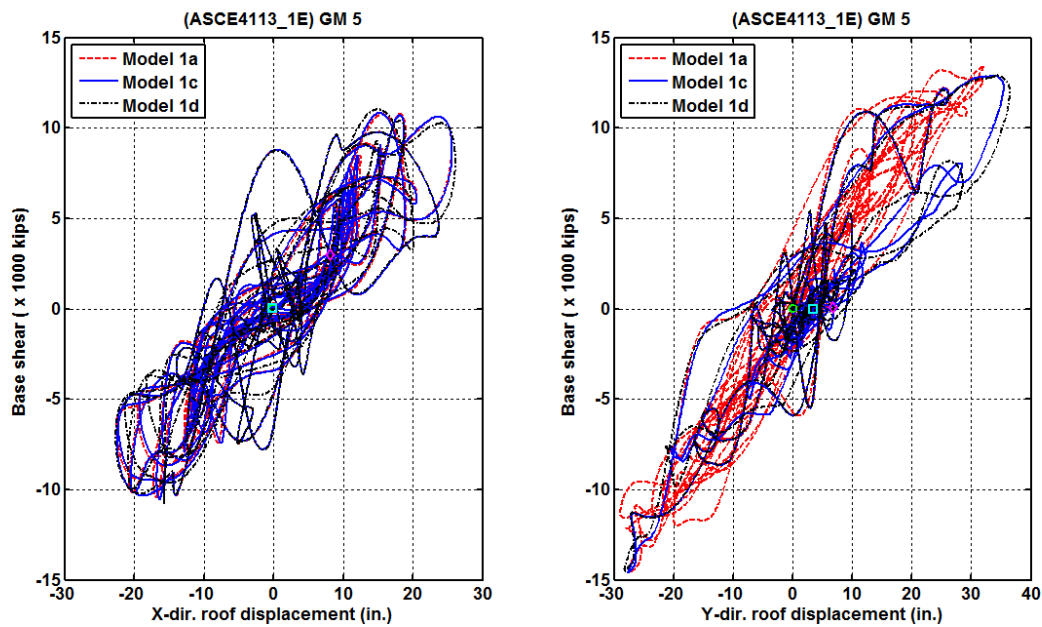 (ASCE4113_1E) GM 5
Model 1a
Model 1c
Model 1d
15
10
5
0
-5
-10
-15
Base shear ( x 1000 kips)
-30
-20
-10
0
10
20
30
X-dir. roof displacement (in.)
(ASCE4113_1E) GM 5
Model 1a
Model 1c
Model 1d
15
10
5
0
-5
-10
-15
Base shear ( x 1000 kips)
-30
-20
-10
0
10
20
30
40
Y-dir. roof displacement (in.)